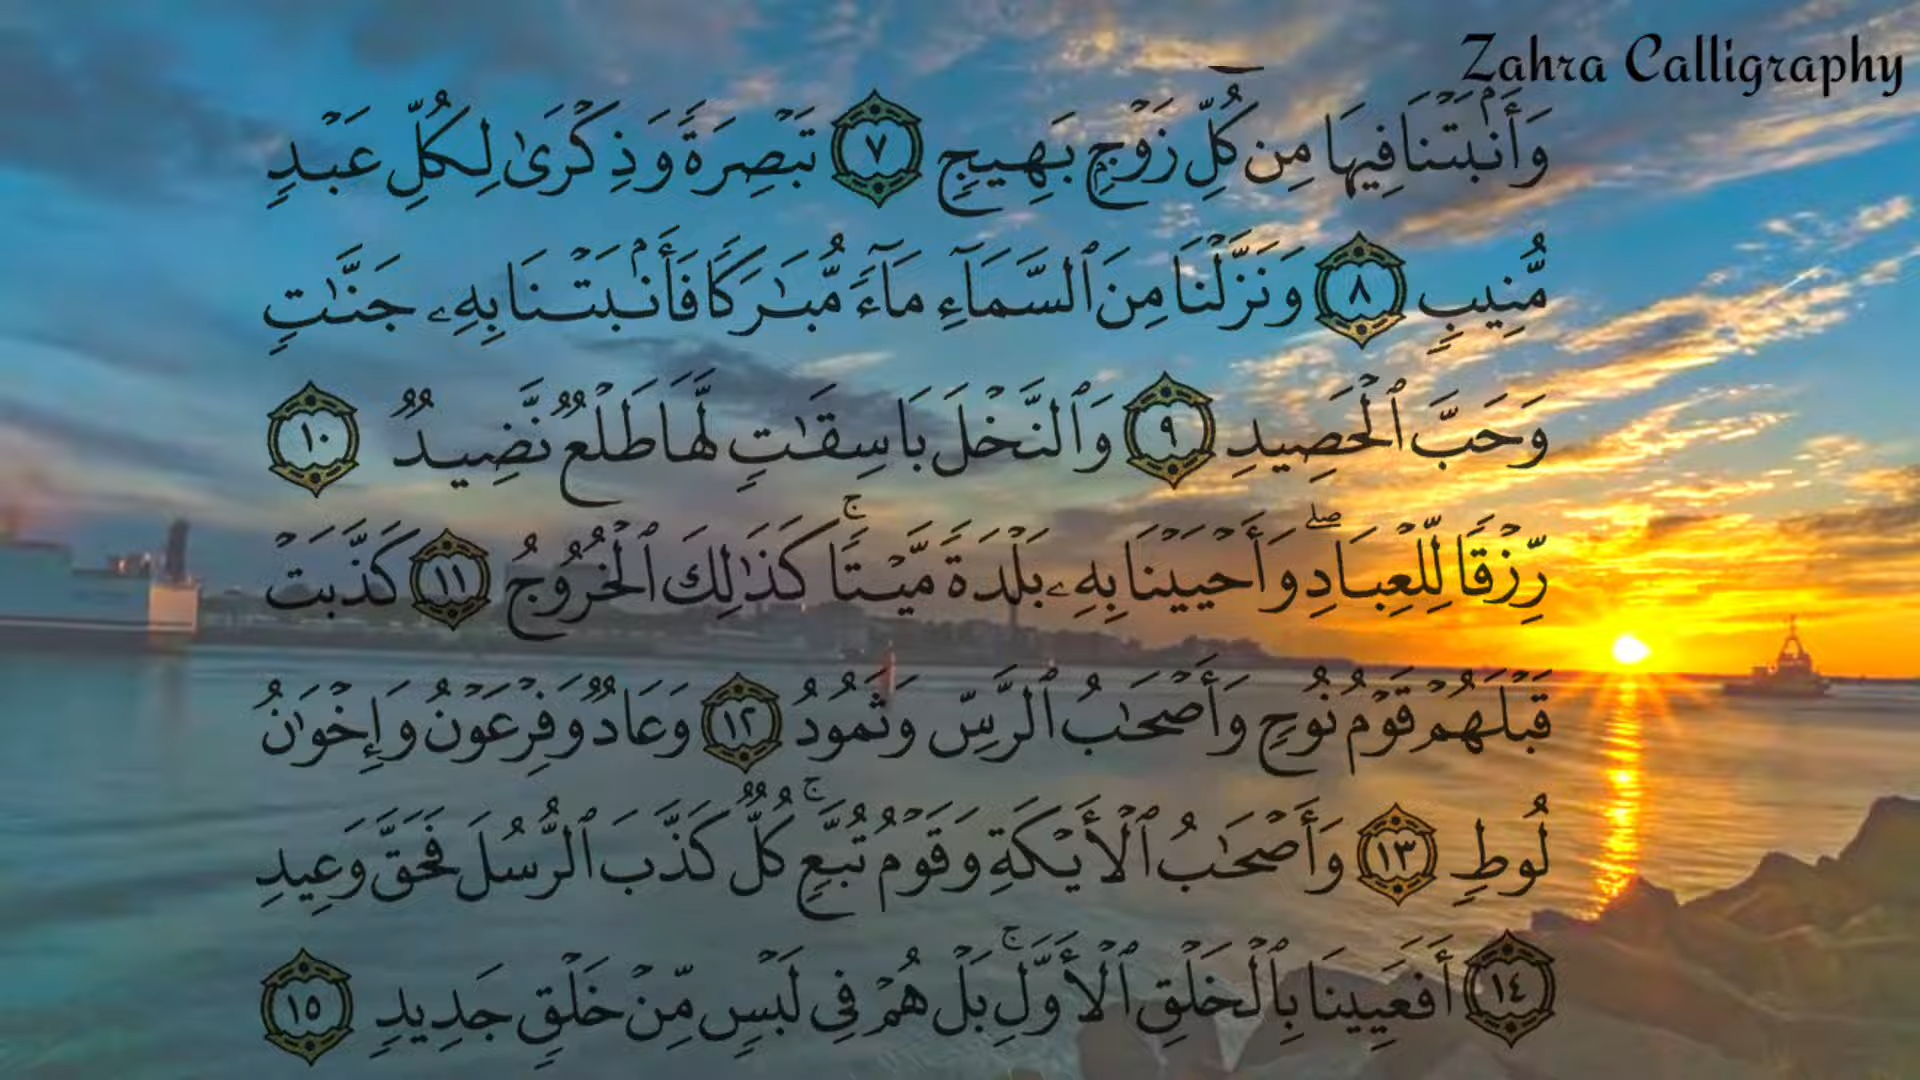 Zahra Calligraphy
وَأَنۢبَتۡنَا فِيهَا مِن كُلِّ زَوۡجِۭ بَهِيجٖ ٧ تَبۡصِرَةٗ وَذِكۡرَىٰ لِكُلِّ عَبۡدٖ
مُّنِيبٖ ٨ وَنَزَّلۡنَا مِنَ ٱلسَّمَآءِ مَآءٗ مُّبَٰرَكٗا فَأَنۢبَتۡنَا بِهِۦ جَنَّٰتٖ
وَحَبَّ ٱلۡحَصِيدِ ٩ وَٱلنَّخۡلَ بَاسِقَٰتٖ لَّهَا طَلۡعٞ نَّضِيدٞ ١٠
رِّزۡقٗا لِّلۡعِبَادِۖ وَأَحۡيَيۡنَا بِهِۦ بَلۡدَةٗ مَّيۡتٗاۚ كَذَٰلِكَ ٱلۡخُرُوجُ ١١ كَذَّبَتۡ
قَبۡلَهُمۡ قَوۡمُ نُوحٖ وَأَصۡحَٰبُ ٱلرَّسِّ وَثَمُودُ ١٢ وَعَادٞ وَفِرۡعَوۡنُ وَإِخۡوَٰنُ
لُوطٖ ١٣ وَأَصۡحَٰبُ ٱلۡأَيۡكَةِ وَقَوۡمُ تُبَّعٖۚ كُلّٞ كَذَّبَ ٱلرُّسُلَ فَحَقَّ وَعِيدِ
١٤ أَفَعَيِينَا بِٱلۡخَلۡقِ ٱلۡأَوَّلِۚ بَلۡ هُمۡ فِي لَبۡسٖ مِّنۡ خَلۡقٖ جَدِيدٖ ١٥